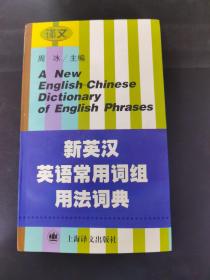 译文
周 冰／主编
A New
English-Chinese
Dictionary
of English Phrases
新英汉
英语常用词组
用法词典
上海译文出版社